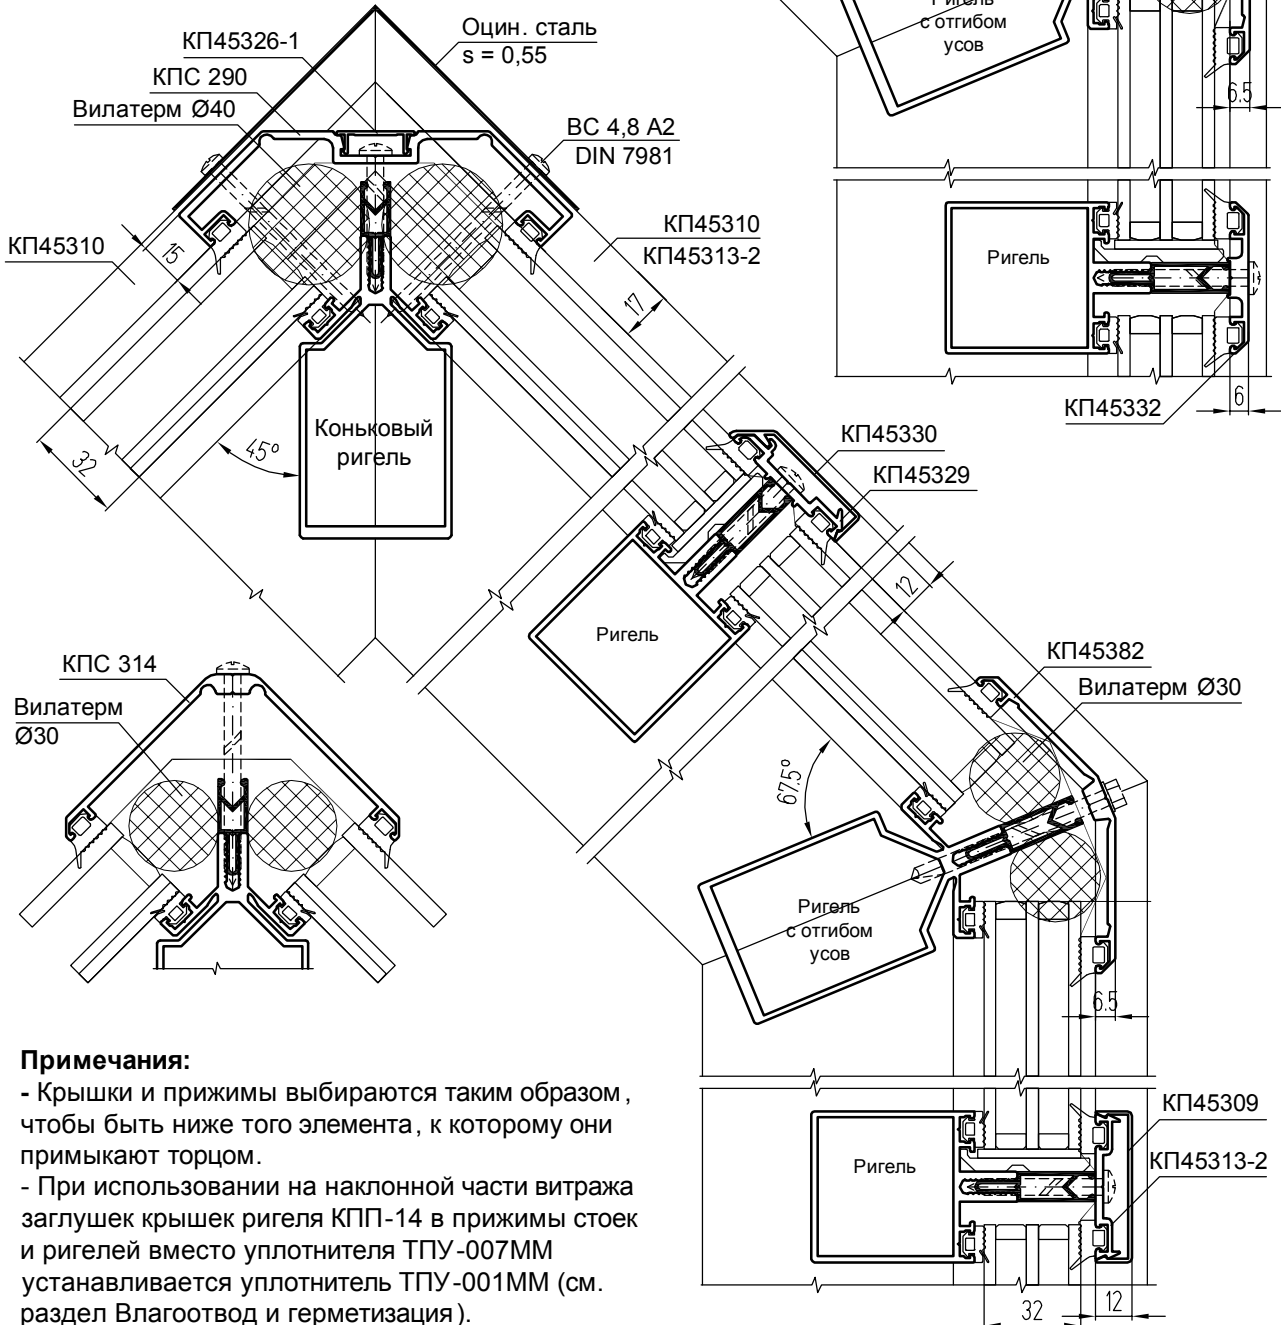 Ригель
с отгибом
усов
6.5
КП45326-1
КПС 290
Вилатерм Ø40
Оцин. сталь
s = 0,55
ВС 4,8 А2
DIN 7981
КП45310
15
КП45310
КП45313-2
17
32
45°
Коньковый
ригель
Ригель
КП45332
6
КП45330
КП45329
Ригель
12
КП45382
Вилатерм Ø30
67.5°
КПС 314
Вилатерм
Ø30
Ригель
с отгибом
усов
6.5
Примечания:
- Крышки и прижимы выбираются таким образом,
чтобы быть ниже того элемента, к которому они
примыкают торцом.
- При использовании на наклонной части витража
заглушек крышек ригеля КПП-14 в прижимы стоек
и ригелей вместо уплотнителя ТПУ-007ММ
устанавливается уплотнитель ТПУ-001ММ (см.
раздел Влагоотвод и герметизация).
Ригель
КП45309
КП45313-2
32
12